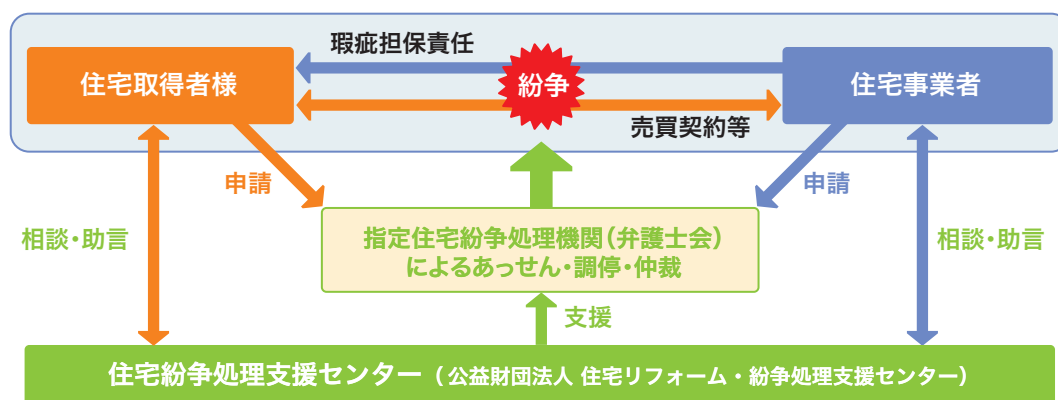 瑕疵担保責任
住宅取得者様
紛争
住宅事業者
売買契約等
申請
申請
相談・助言
指定住宅紛争処理機関（弁護士会）
によるあっせん・調停・仲裁
相談・助言
支援
住宅紛争処理支援センター（公益財団法人 住宅リフォーム・紛争処理支援センター）